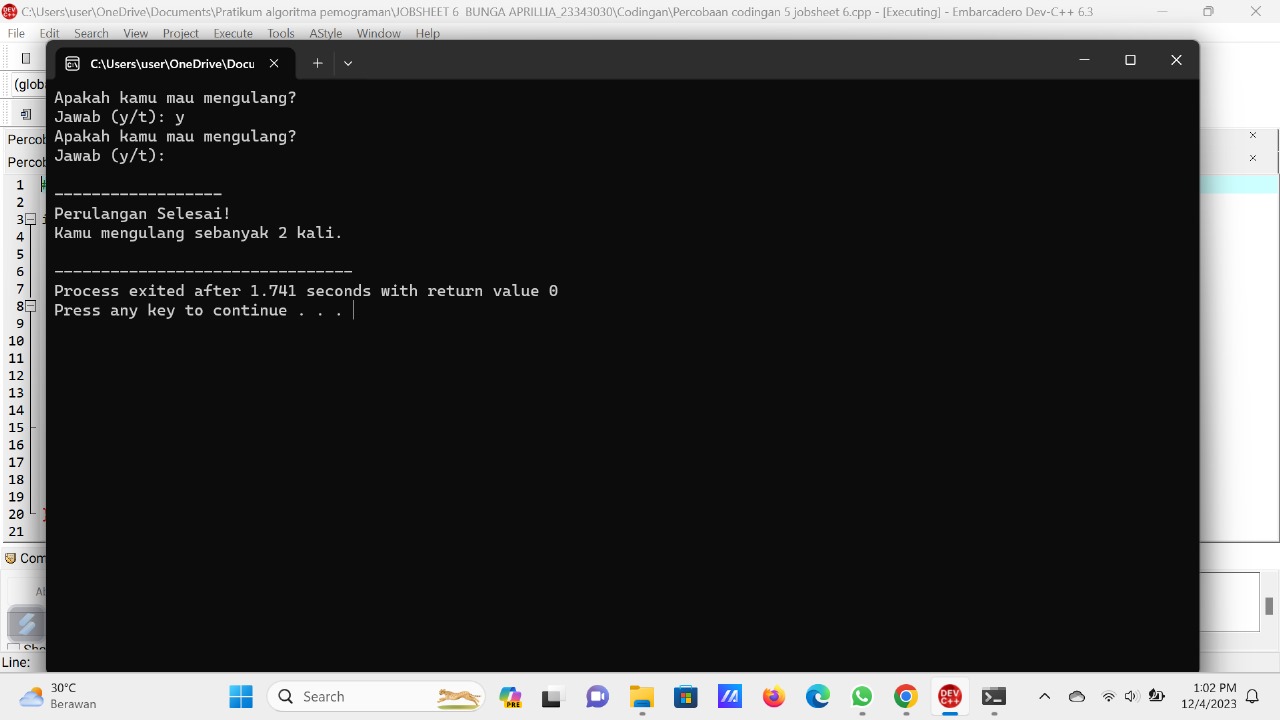 C:\Users\user\OneDrive\Documents\Pratikum algoritma pemograman\JOBSHEET 6_BUNGA APRILLIA_23343030\Codingan\Percobaan codingan 5 jobsheet 6.cpp - [Executing] - Embarcadero Dev-C++ 6.3
File Edit Search View Project Execute Tools AStyle Window Help
C:\Users\user\OneDrive\Docu
(globa
Apakah kamu mau mengulang?
Jawab (y/t): y
Apakah kamu mau mengulang?
Jawab (y/t):
------------------
Perulangan Selesai!
Kamu mengulang sebanyak 2 kali.
--------------------------------
Process exited after 1.741 seconds with return value 0
Press any key to continue . . .
Percob
Percob
1
2
3
4
5
6
7
8
9
10
11
12
13
14
15
16
17
18
19
20
21
Com
Line:
30°C
Berawan
Search
PRE
DEV
C++
1:02 PM
12/4/2023